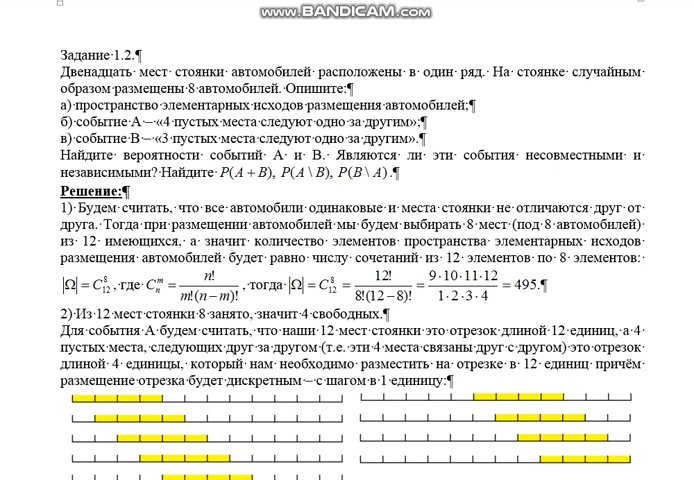 www.BANDICAM.com
Задание·1.2.¶
Двенадцать· мест· стоянки· автомобилей· расположены· в· один· ряд.· На· стоянке· случайным·
образом·размещены·8·автомобилей.·Опишите:¶
а)·пространство·элементарных·исходов·размещения·автомобилей;¶
б)·событие·А·–·«4·пустых·места·следуют·одно·за·другим»;¶
в)·событие·В·–·«3·пустых·места·следуют·одно·за·другим».¶
Найдите· вероятности· событий· А· и· В.· Являются· ли· эти· события· несовместными· и·
независимыми?·Найдите· P(A+B), P(A\B), P(B\A).¶
Решение:¶
1)·Будем·считать,·что·все·автомобили·одинаковые·и·места·стоянки·не·отличаются·друг·от·
друга.·Тогда·при·размещении·автомобилей·мы·будем·выбирать·8·мест·(под·8·автомобилей)·
из· 12· имеющихся,· а· значит· количество· элементов· пространства· элементарных· исходов·
размещения· автомобилей· будет· равно· числу· сочетаний· из· 12· элементов· по· 8· элементов:·
|Ω| = C₁₂⁸,·где· Cₙᵐ = n!/(m!(n−m)!),·тогда·|Ω| = C₁₂⁸ = 12!/(8!(12−8)!) = (9·10·11·12)/(1·2·3·4) = 495.¶
2)·Из·12·мест·стоянки·8·занято,·значит·4·свободных.¶
Для·события·А·будем·считать,·что·наши·12·мест·стоянки·это·отрезок·длиной·12·единиц,·а·4·
пустых·места,·следующих·друг·за·другом·(т.е.·эти·4·места·связаны·друг·с·другом)·это·отрезок·
длиной· 4· единицы,· который· нам· необходимо· разместить· на· отрезке· в· 12· единиц· причём·
размещение·отрезка·будет·дискретным·–·с·шагом·в·1·единицу:¶